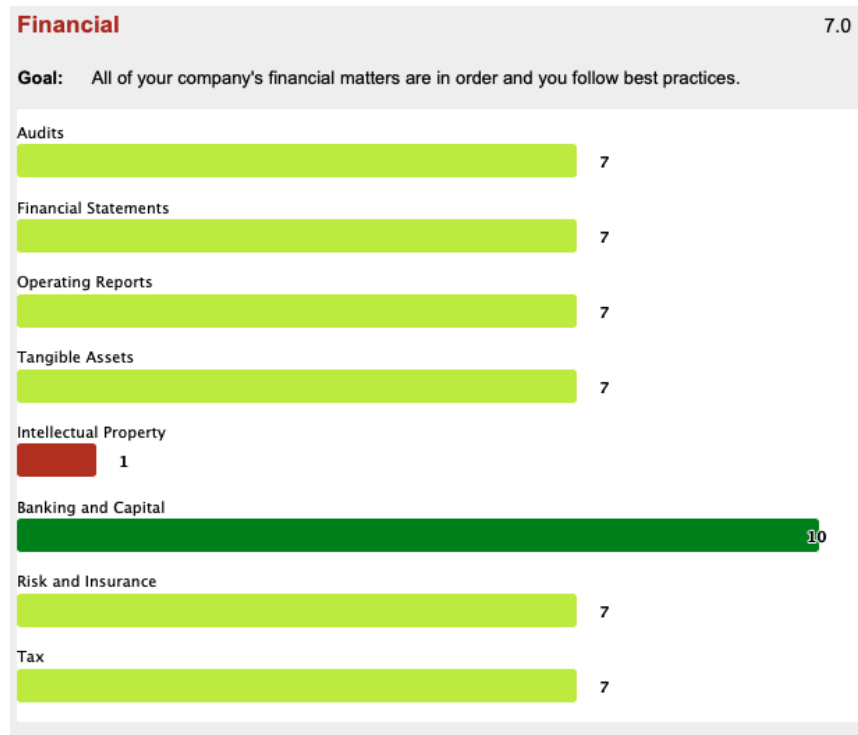 Financial 7.0
Goal: All of your company's financial matters are in order and you follow best practices.
Audits
7
Financial Statements
7
Operating Reports
7
Tangible Assets
7
Intellectual Property
1
Banking and Capital
10
Risk and Insurance
7
Tax
7